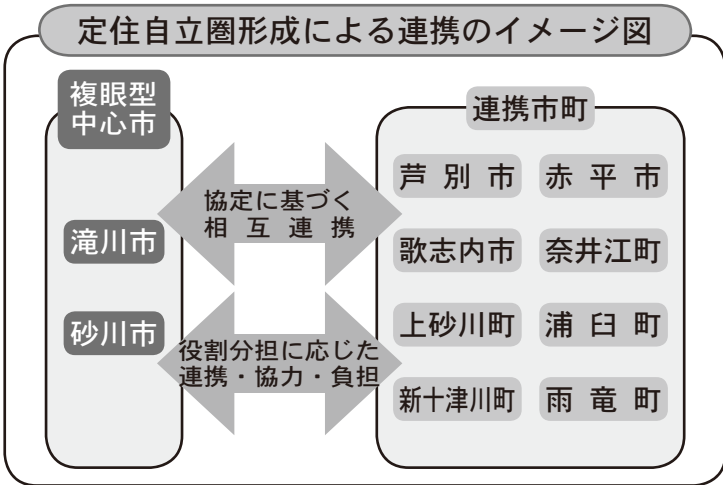 定住自立圏形成による連携のイメージ図
複眼型
中心市
滝川市
砂川市
協定に基づく
相互連携
役割分担に応じた
連携・協力・負担
連携市町
芦別市
赤平市
歌志内市
奈井江町
上砂川町
浦臼町
新十津川町
雨竜町